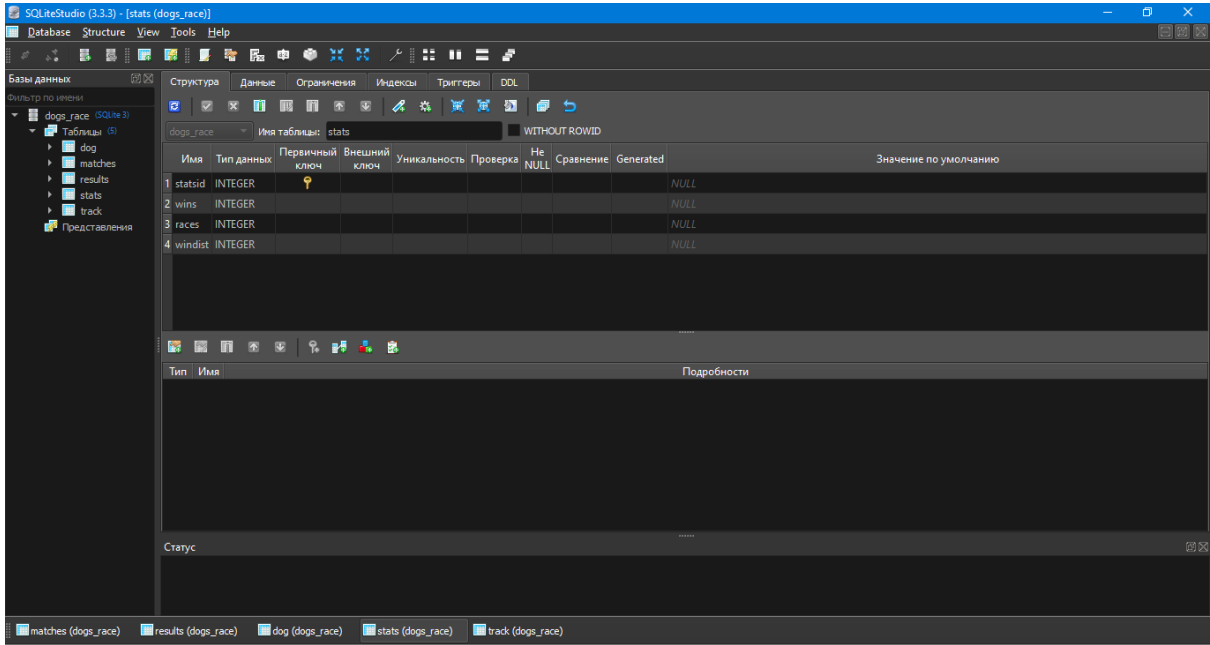 SQLiteStudio (3.3.3) - [stats (dogs_race)]
Database Structure View Tools Help
Базы данных
Фильтр по имени
dogs_race (SQLite 3)
Таблицы (5)
dog
matches
results
stats
track
Представления
Структура Данные Ограничения Индексы Триггеры DDL
dogs_race Имя таблицы: stats WITHOUT ROWID
Имя Тип данных Первичный ключ Внешний ключ Уникальность Проверка Не NULL Сравнение Generated Значение по умолчанию
1 statsid INTEGER NULL
2 wins INTEGER NULL
3 races INTEGER NULL
4 windist INTEGER NULL
Тип Имя Подробности
Статус
matches (dogs_race) results (dogs_race) dog (dogs_race) stats (dogs_race) track (dogs_race)